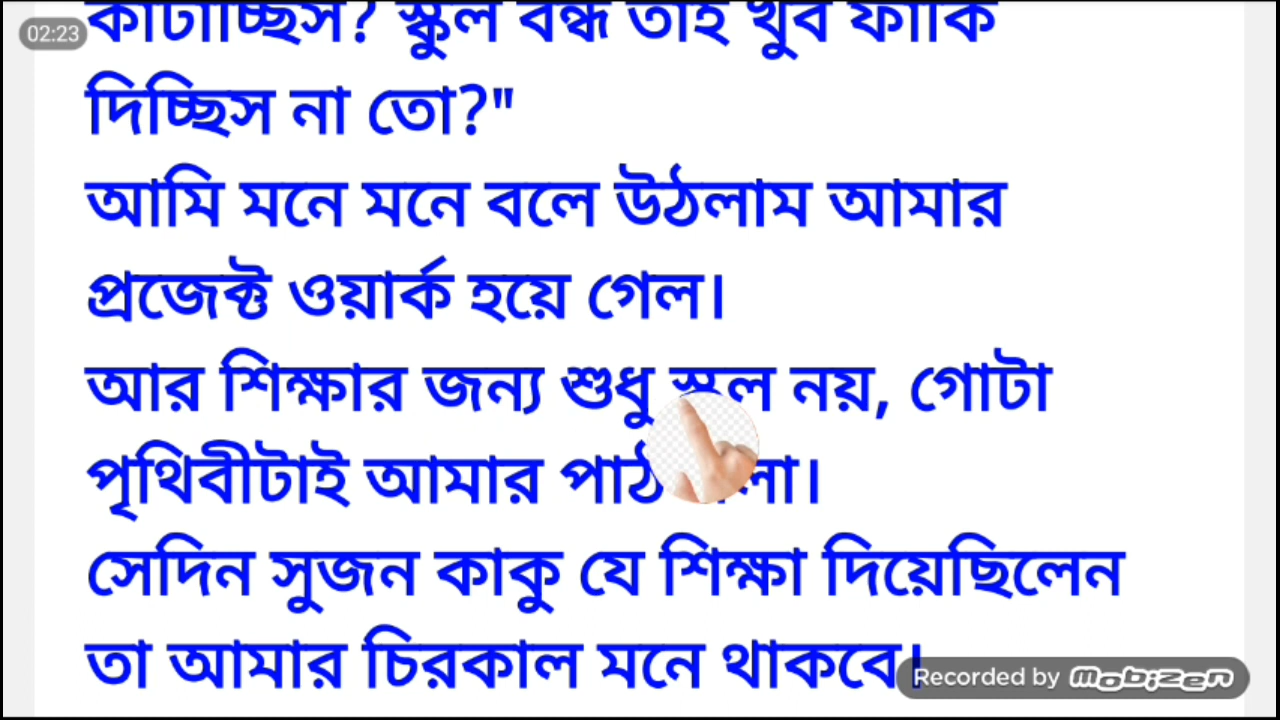 02:23
কাটাচ্ছিস? স্কুল বন্ধ তাই খুব ফাঁকি
দিচ্ছিস না তো?"
আমি মনে মনে বলে উঠলাম আমার
প্রজেক্ট ওয়ার্ক হয়ে গেল।
আর শিক্ষার জন্য শুধু স্কুল নয়, গোটা
পৃথিবীটাই আমার
সেদিন সুজন কাকু যে শিক্ষা দিয়েছিলেন
তা আমার চিরকাল মনে থাকবে।
Recorded by mobizen